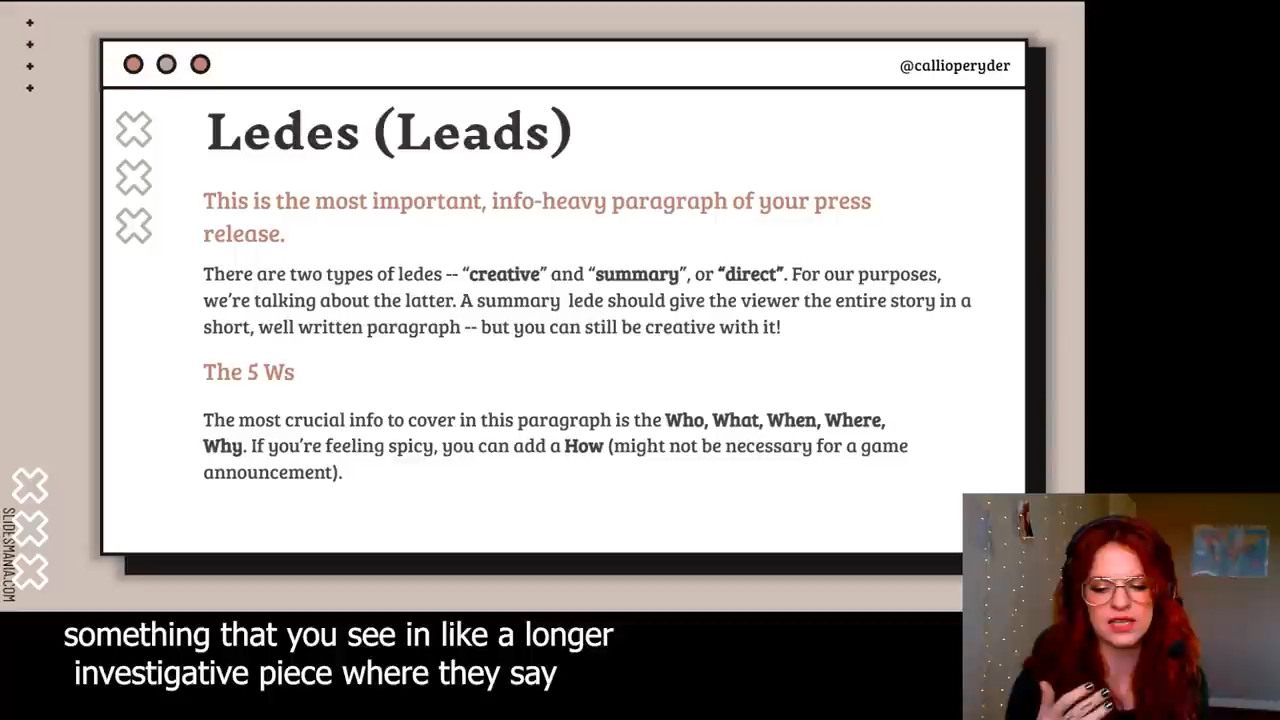 @callioperyder
Ledes (Leads)
This is the most important, info-heavy paragraph of your press
release.
There are two types of ledes -- “creative” and “summary”, or “direct”. For our purposes,
we’re talking about the latter. A summary lede should give the viewer the entire story in a
short, well written paragraph -- but you can still be creative with it!
The 5 Ws
The most crucial info to cover in this paragraph is the Who, What, When, Where,
Why. If you’re feeling spicy, you can add a How (might not be necessary for a game
announcement).
SLIDESMANIA.COM
something that you see in like a longer
investigative piece where they say